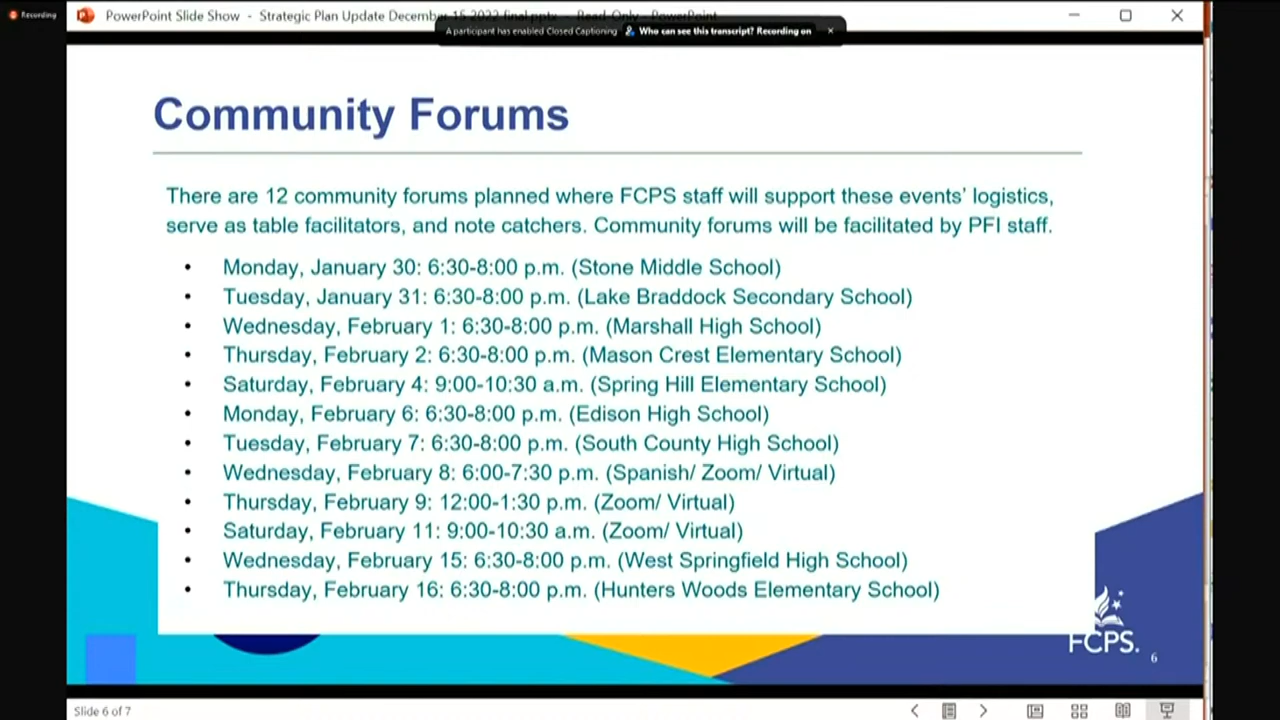 Recording
PowerPoint Slide Show - Strategic Plan Update December 15 2022 final.pptx - Read-Only - PowerPoint
A participant has enabled Closed Captioning Who can see this transcript? Recording on
Community Forums
There are 12 community forums planned where FCPS staff will support these events' logistics,
serve as table facilitators, and note catchers. Community forums will be facilitated by PFI staff.
• Monday, January 30: 6:30-8:00 p.m. (Stone Middle School)
• Tuesday, January 31: 6:30-8:00 p.m. (Lake Braddock Secondary School)
• Wednesday, February 1: 6:30-8:00 p.m. (Marshall High School)
• Thursday, February 2: 6:30-8:00 p.m. (Mason Crest Elementary School)
• Saturday, February 4: 9:00-10:30 a.m. (Spring Hill Elementary School)
• Monday, February 6: 6:30-8:00 p.m. (Edison High School)
• Tuesday, February 7: 6:30-8:00 p.m. (South County High School)
• Wednesday, February 8: 6:00-7:30 p.m. (Spanish/ Zoom/ Virtual)
• Thursday, February 9: 12:00-1:30 p.m. (Zoom/ Virtual)
• Saturday, February 11: 9:00-10:30 a.m. (Zoom/ Virtual)
• Wednesday, February 15: 6:30-8:00 p.m. (West Springfield High School)
• Thursday, February 16: 6:30-8:00 p.m. (Hunters Woods Elementary School)
FCPS.
6
Slide 6 of 7